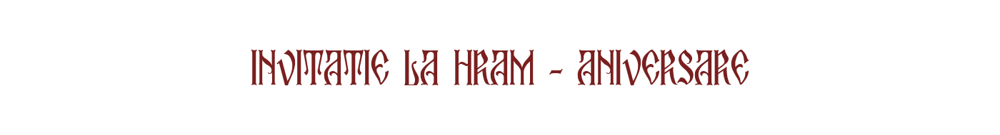 INVITATIE LA HRAM - ANIVERSARE